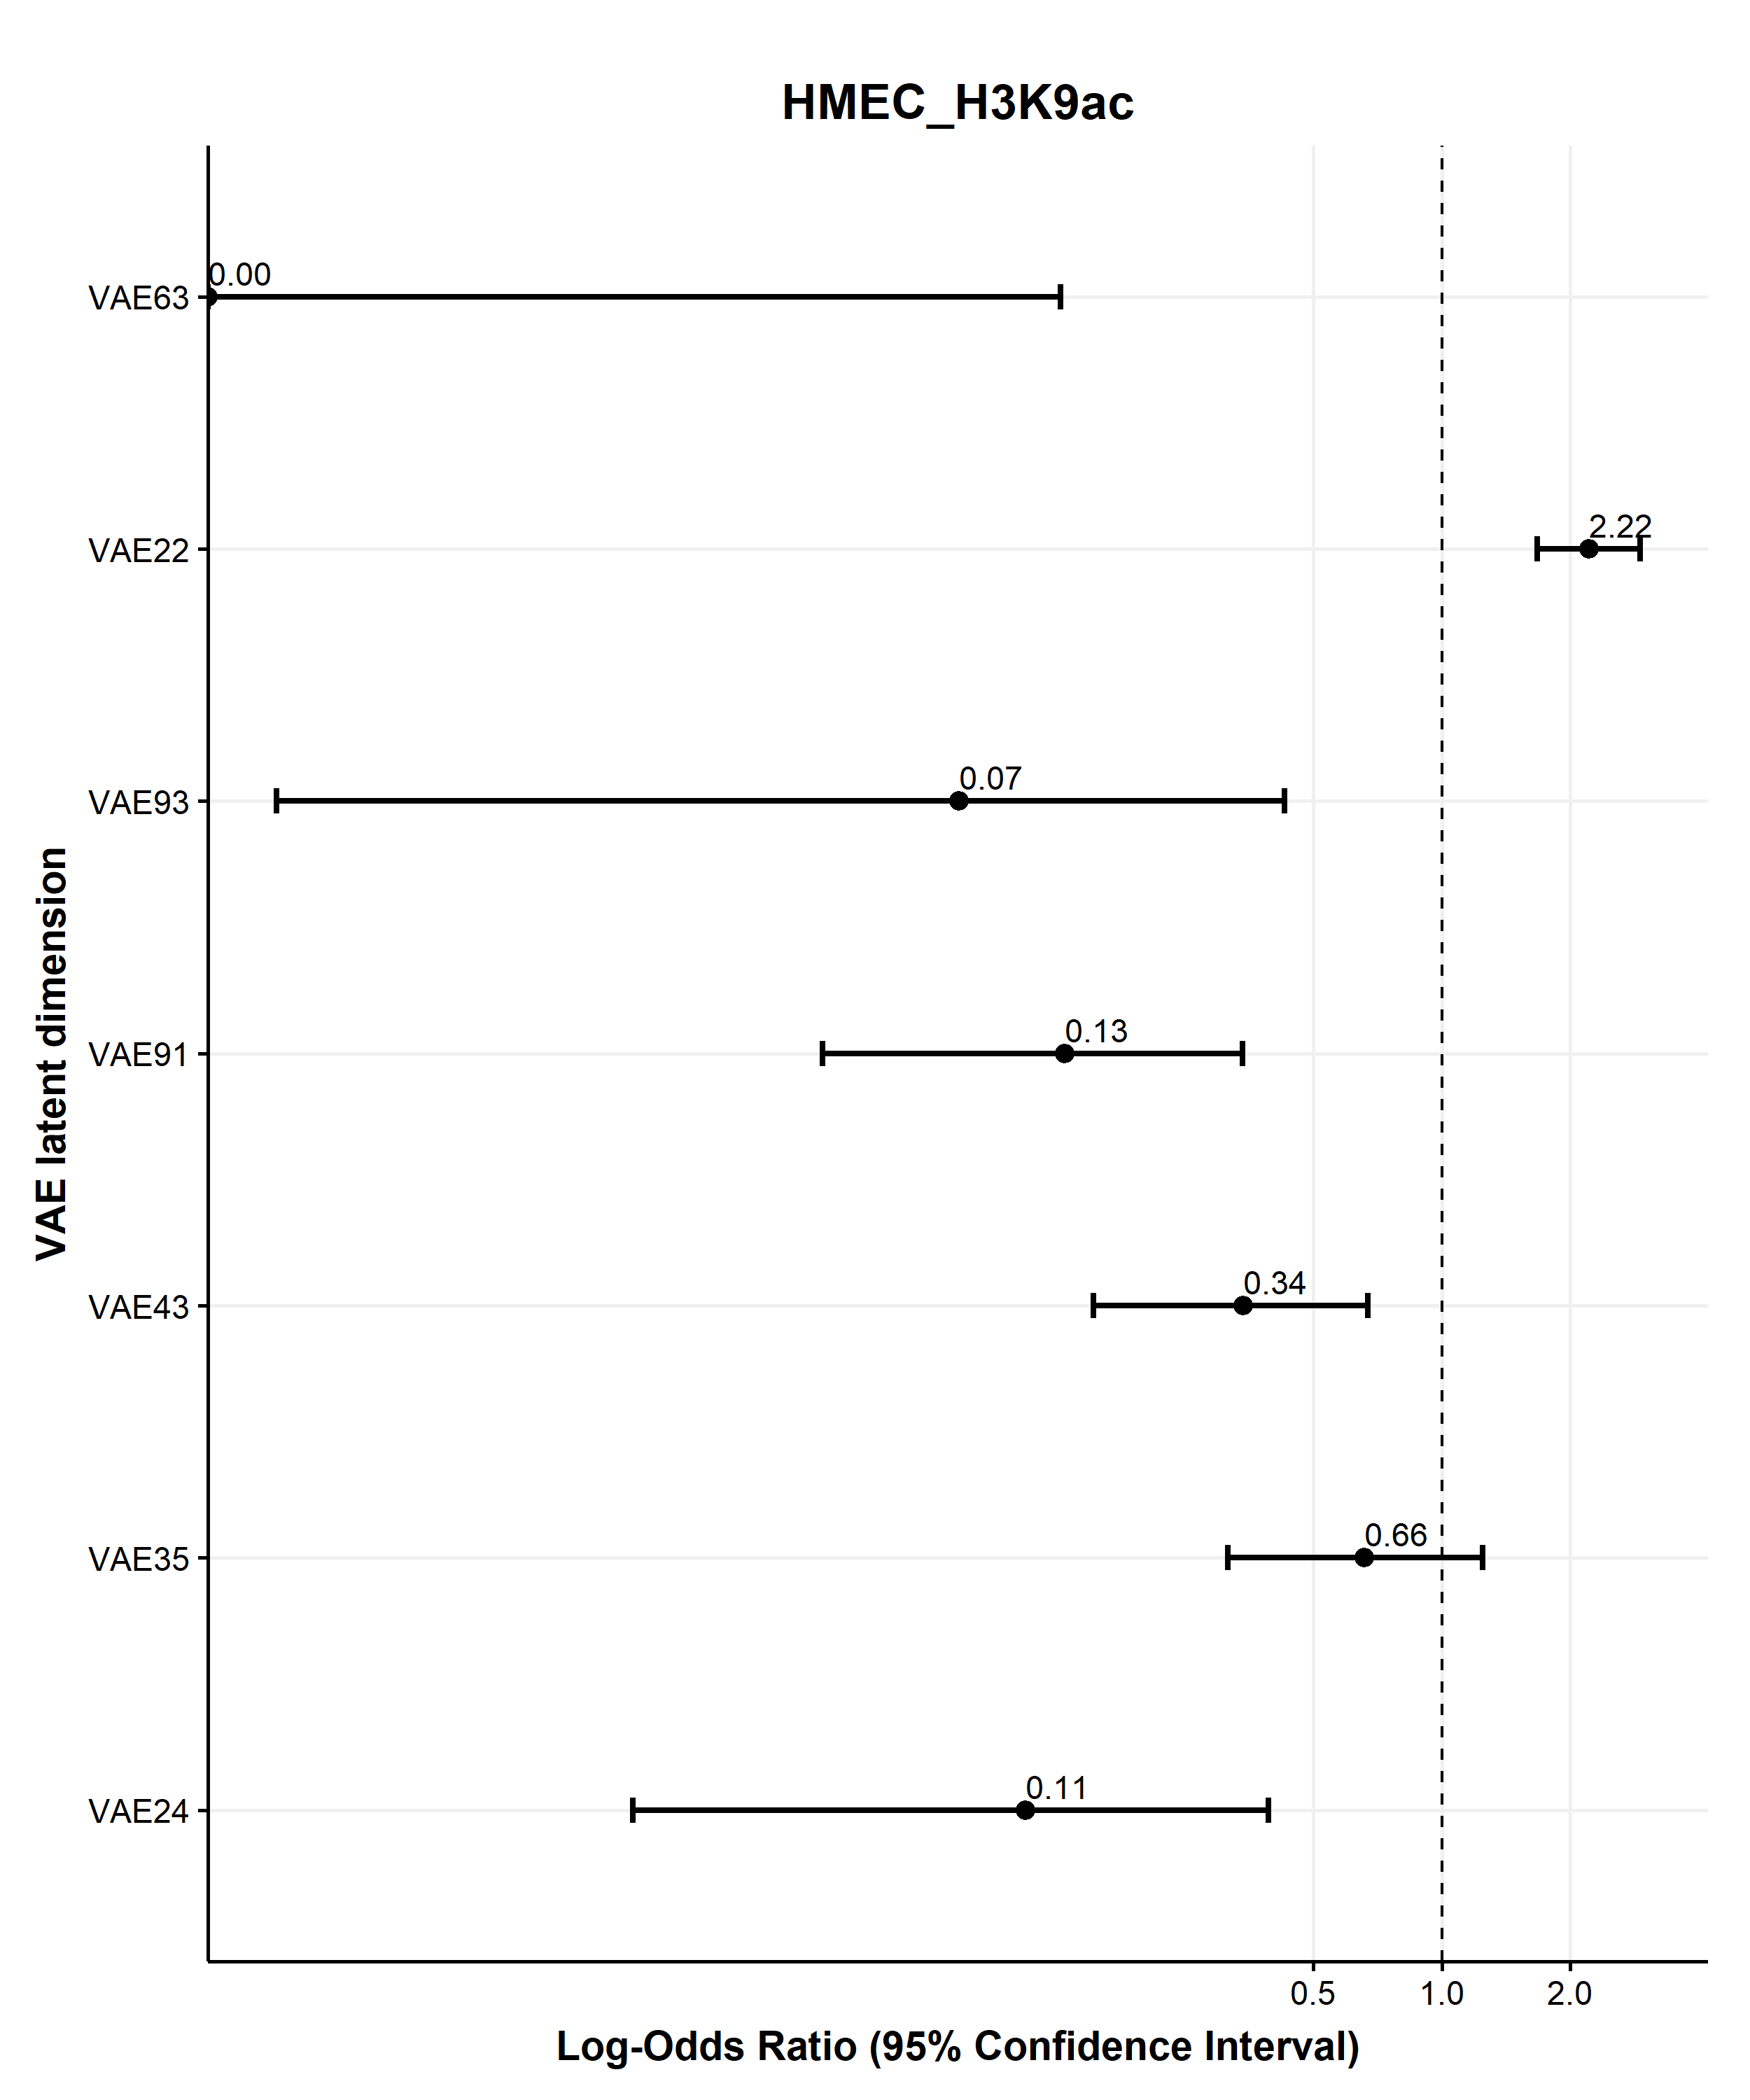 HMEC_H3K9ac
VAE latent dimension
VAE63
0.00
VAE22
2.22
VAE93
0.07
VAE91
0.13
VAE43
0.34
VAE35
0.66
VAE24
0.11
0.5 1.0 2.0
Log-Odds Ratio (95% Confidence Interval)